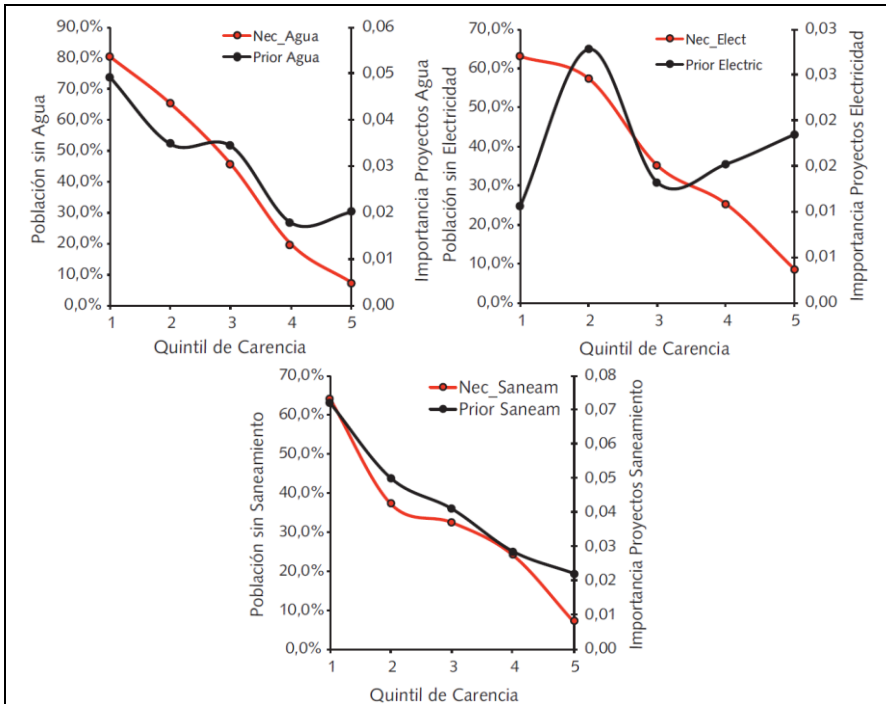 90,0%
80,0%
70,0%
60,0%
50,0%
40,0%
30,0%
20,0%
10,0%
0,0%
Población sin Agua
Nec_Agua
Prior Agua
0,06
0,05
0,04
0,03
0,02
0,01
0,00
Importancia Proyectos Agua
1 2 3 4 5
Quintil de Carencia
70,0%
60,0%
50,0%
40,0%
30,0%
20,0%
10,0%
0,0%
Población sin Electricidad
Nec_Elect
Prior Electric
0,03
0,03
0,02
0,02
0,01
0,01
0,00
Impportancia Proyectos Electricidad
1 2 3 4 5
Quintil de Carencia
70,0%
60,0%
50,0%
40,0%
30,0%
20,0%
10,0%
0,0%
Población sin Saneamiento
Nec_Saneam
Prior Saneam
0,08
0,07
0,06
0,05
0,04
0,03
0,02
0,01
0,00
Importancia Proyectos Saneamiento
1 2 3 4 5
Quintil de Carencia